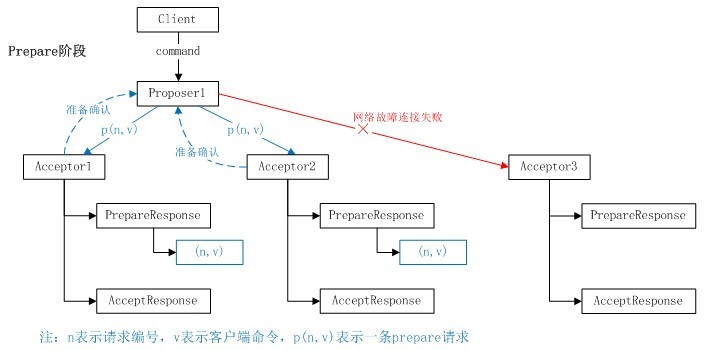 Client
Prepare阶段
command
Proposer1
准备确认
网络故障连接失败
p(n,v)
p(n,v)
准备确认
Acceptor1
Acceptor2
Acceptor3
PrepareResponse
PrepareResponse
PrepareResponse
(n,v)
(n,v)
AcceptResponse
AcceptResponse
AcceptResponse
注：n表示请求编号，v表示客户端命令，p(n,v)表示一条prepare请求